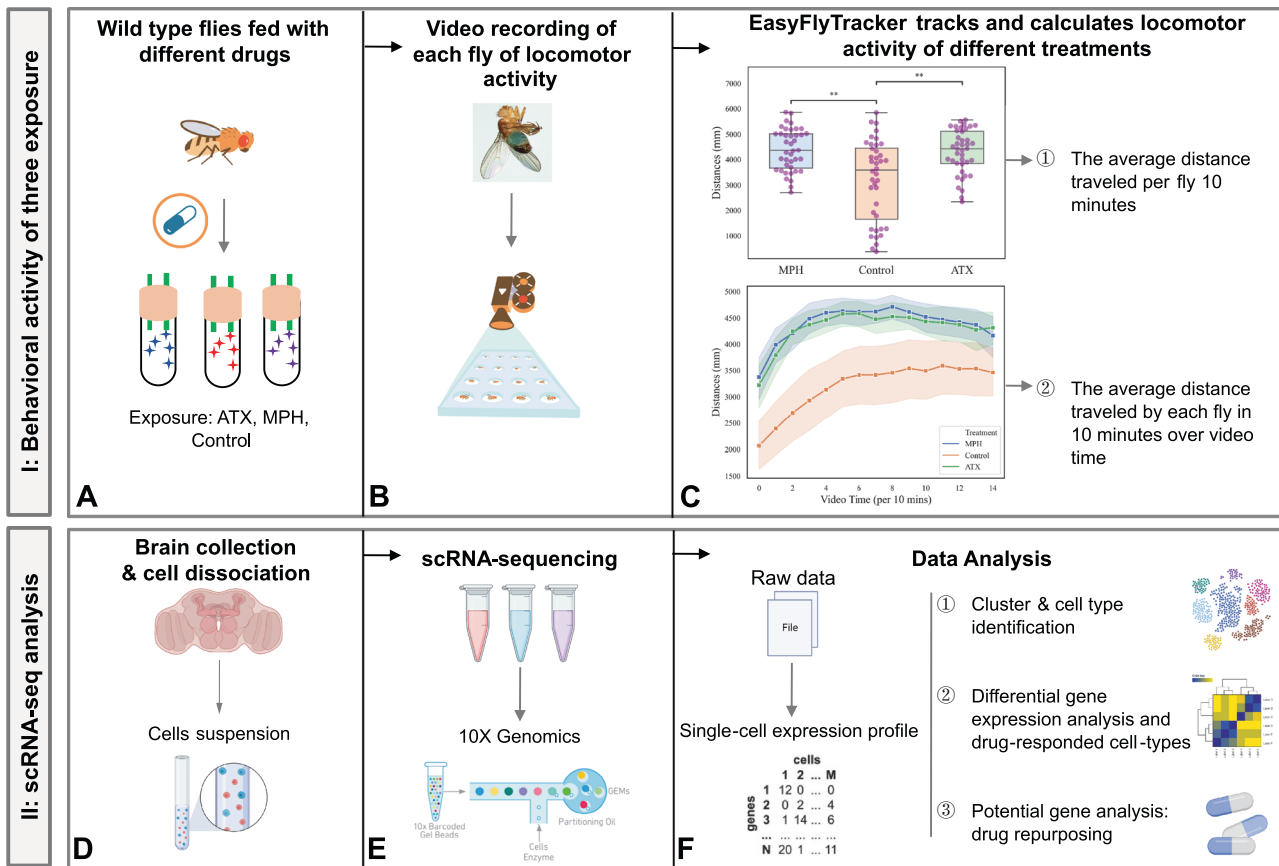 I: Behavioral activity of three exposure
Wild type flies fed with
different drugs
Exposure: ATX, MPH,
Control
A
Video recording of
each fly of locomotor
activity
B
EasyFlyTracker tracks and calculates locomotor
activity of different treatments
Distances (mm)
7000
6000
5000
4000
3000
2000
1000
**
**
MPH
Control
ATX
① The average distance
traveled per fly 10
minutes
Distances (mm)
5000
4500
4000
3500
3000
2500
2000
1500
Treatment
MPH
Control
ATX
0
2
4
6
8
10
12
14
Video Time (per 10 mins)
② The average distance
traveled by each fly in
10 minutes over video
time
C
II: scRNA-seq analysis
Brain collection
& cell dissociation
Cells suspension
D
scRNA-sequencing
10X Genomics
10x Barcoded
Gel Beads
Cells
Enzyme
Partitioning Oil
GEMs
E
Data Analysis
Raw data
File
Single-cell expression profile
cells
genes
1 2 ... M
1 12 0 ... 0
2 0 2 ... 4
3 1 14 ... 6
... ... ... ... ...
N 20 1 ... 11
F
① Cluster & cell type
identification
② Differential gene
expression analysis and
drug-responded cell-types
③ Potential gene analysis:
drug repurposing